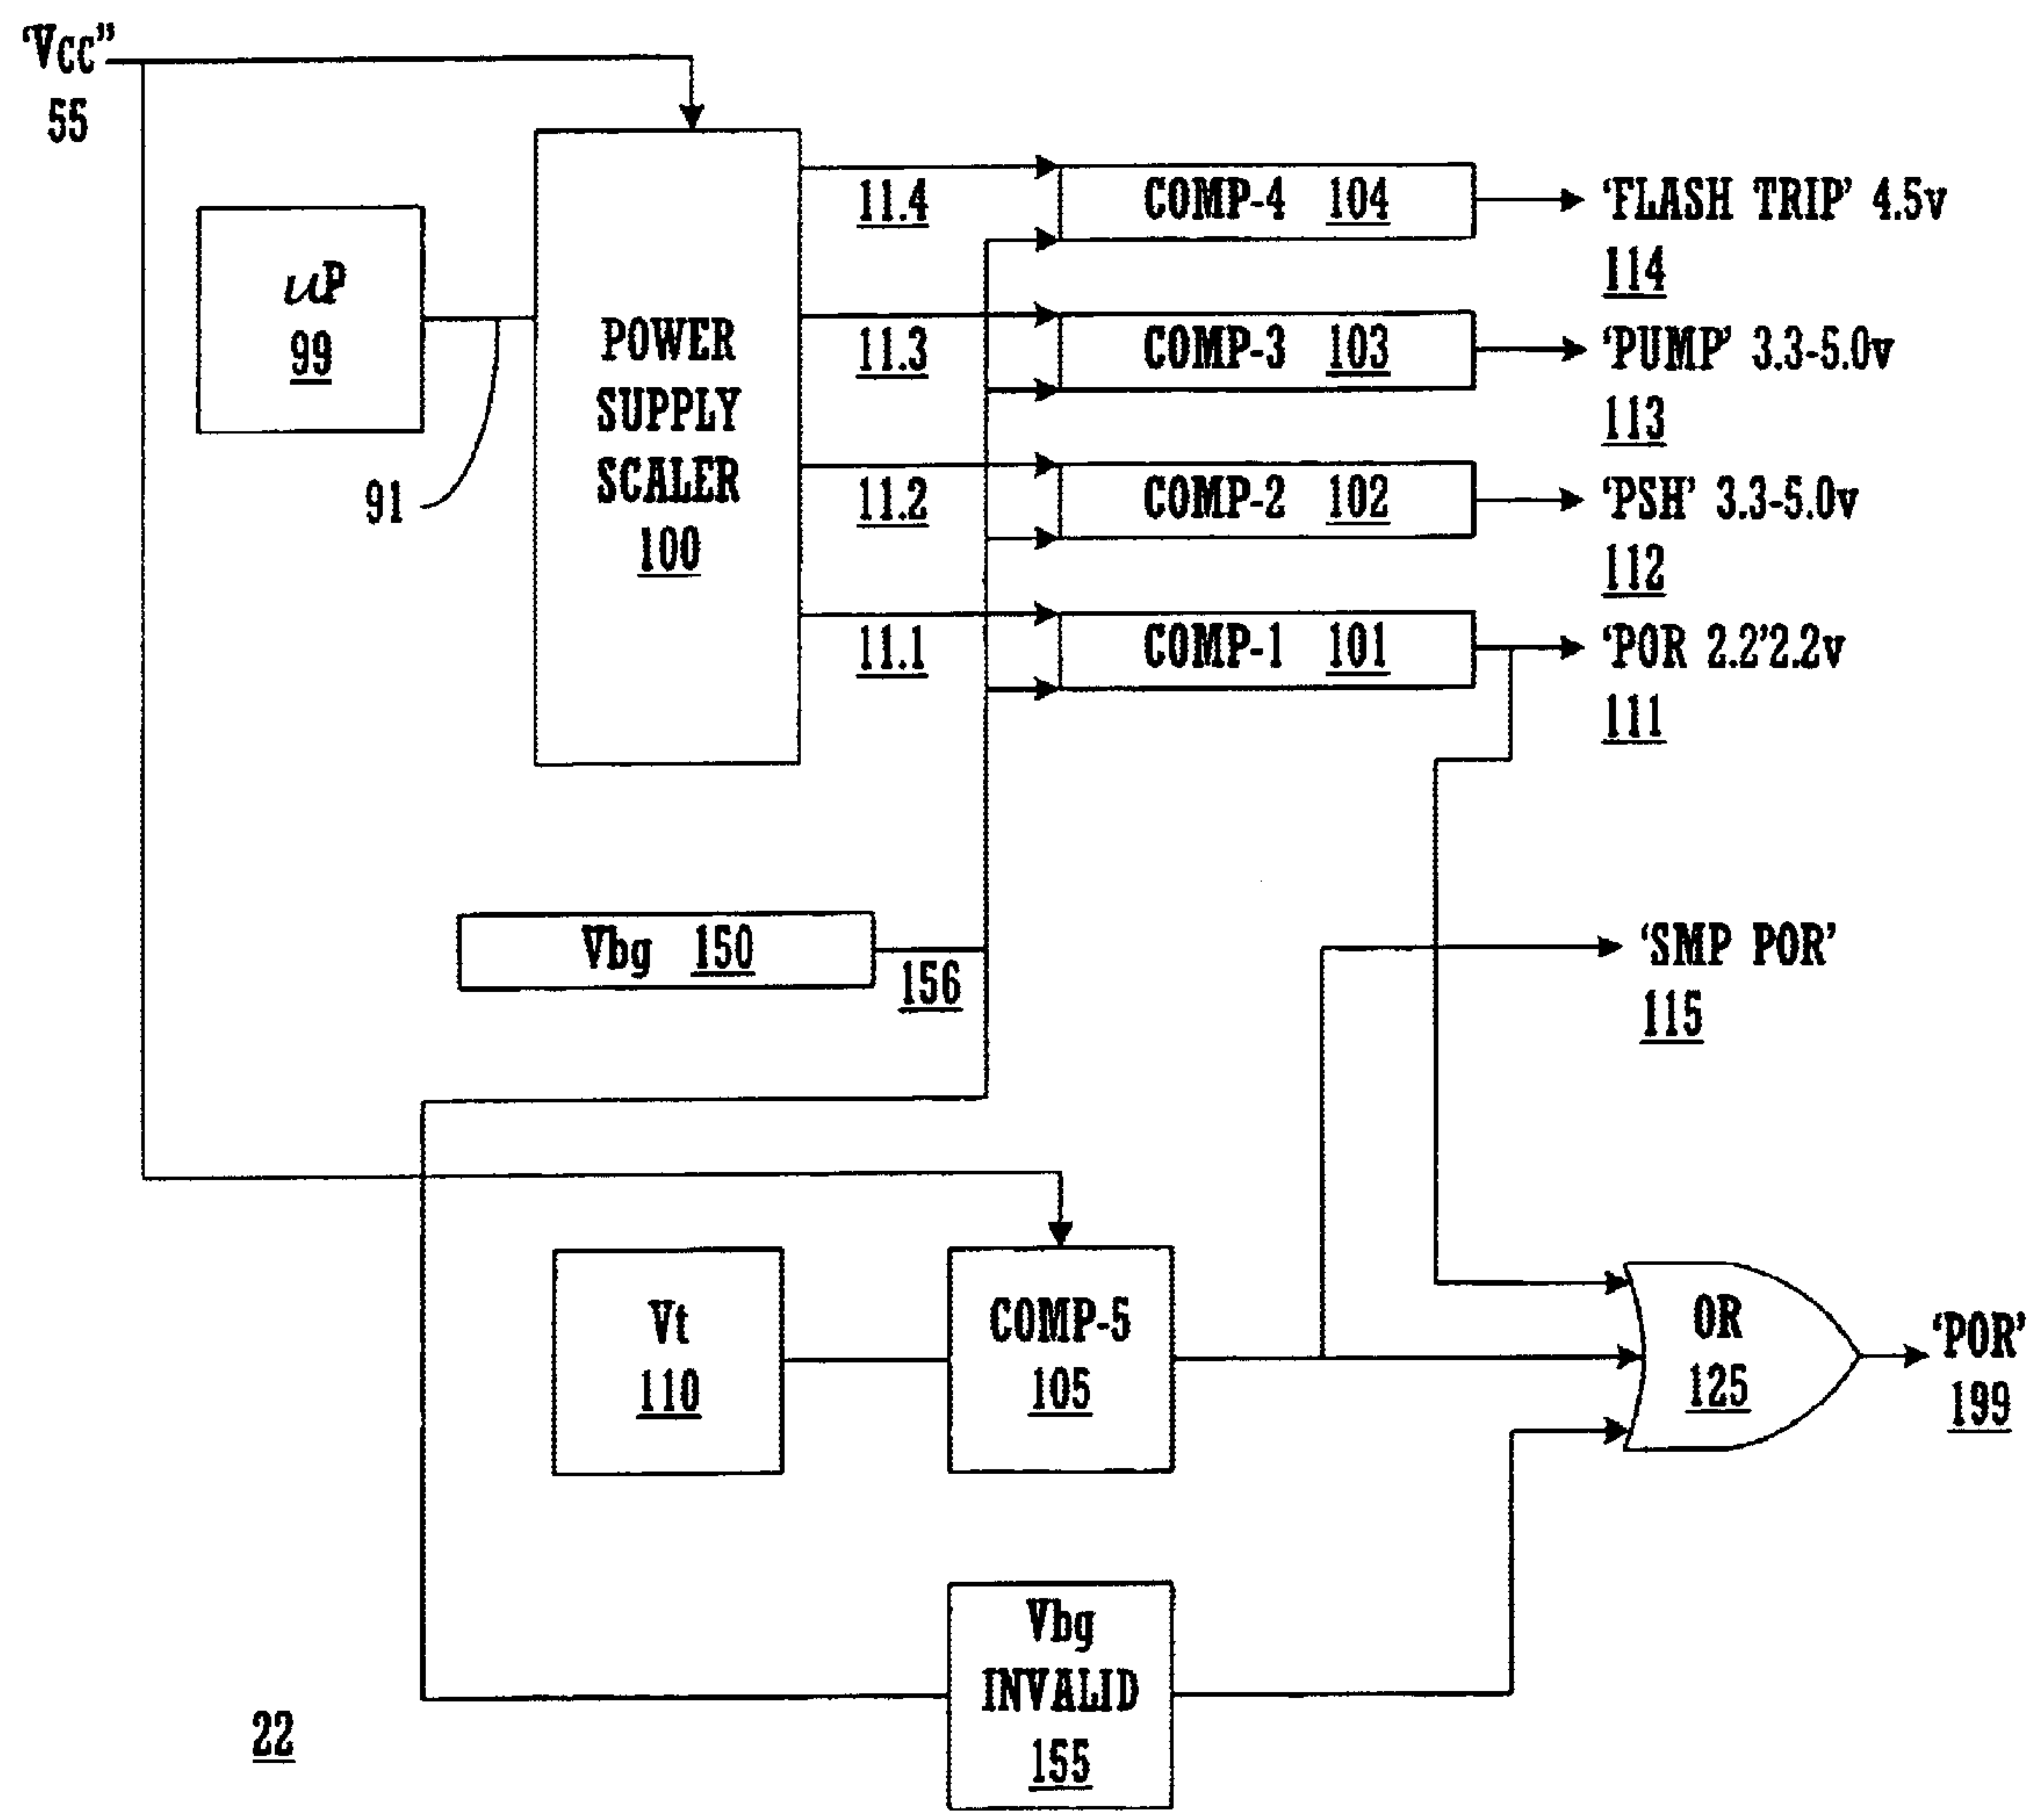 ‘VCC”
55
uP
99
91
POWER
SUPPLY
SCALER
100
11.4
COMP-4 104
‘FLASH TRIP’ 4.5v
114
11.3
COMP-3 103
‘PUMP’ 3.3-5.0v
113
11.2
COMP-2 102
‘PSH’ 3.3-5.0v
112
11.1
COMP-1 101
‘POR 2.2’2.2v
111
Vbg 150
156
‘SMP POR’
115
Vt
110
COMP-5
105
OR
125
‘POR’
199
Vbg
INVALID
155
22